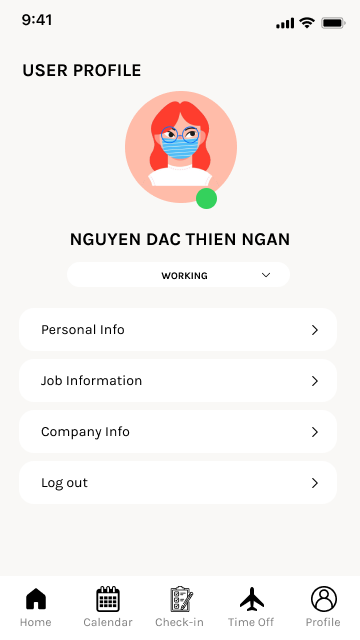 9:41
USER PROFILE
NGUYEN DAC THIEN NGAN
WORKING
Personal Info
Job Information
Company Info
Log out
Home Calendar Check-in Time Off Profile